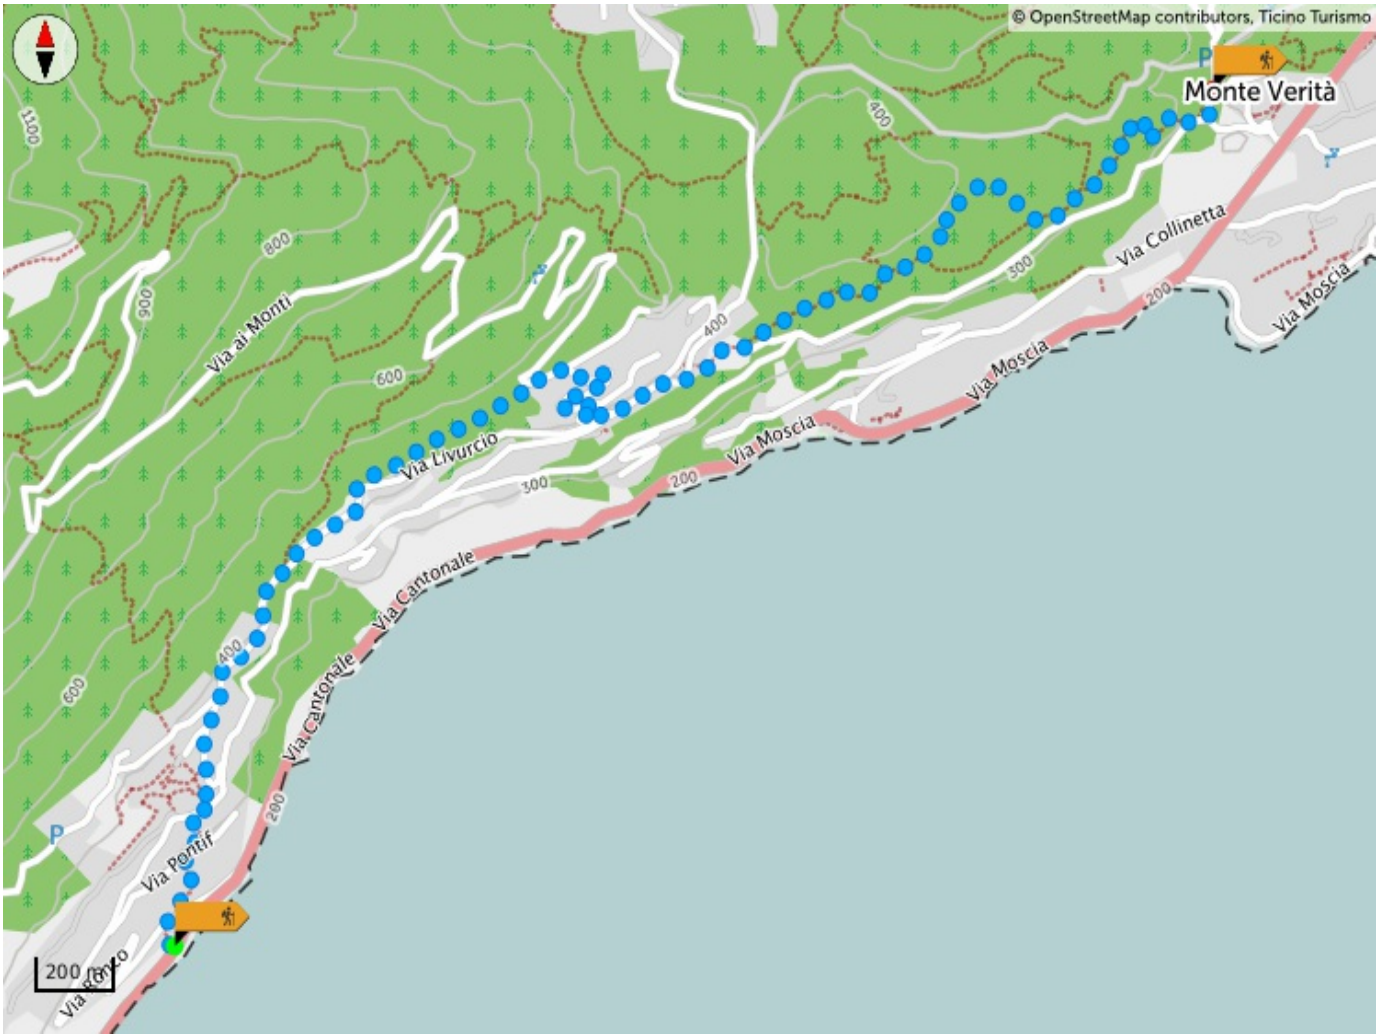 © OpenStreetMap contributors, Ticino Turismo
P
Monte Verità
400
1100
Via Collinetta
800
300
900
Via ai Monti
200
Via Moscia
400
600
Via Moscia
Via Livurcio
Via Moscia
300
200
Via Cantonale
400
Via Cantonale
600
200
P
Via Pontif
200 m
Via Ronco